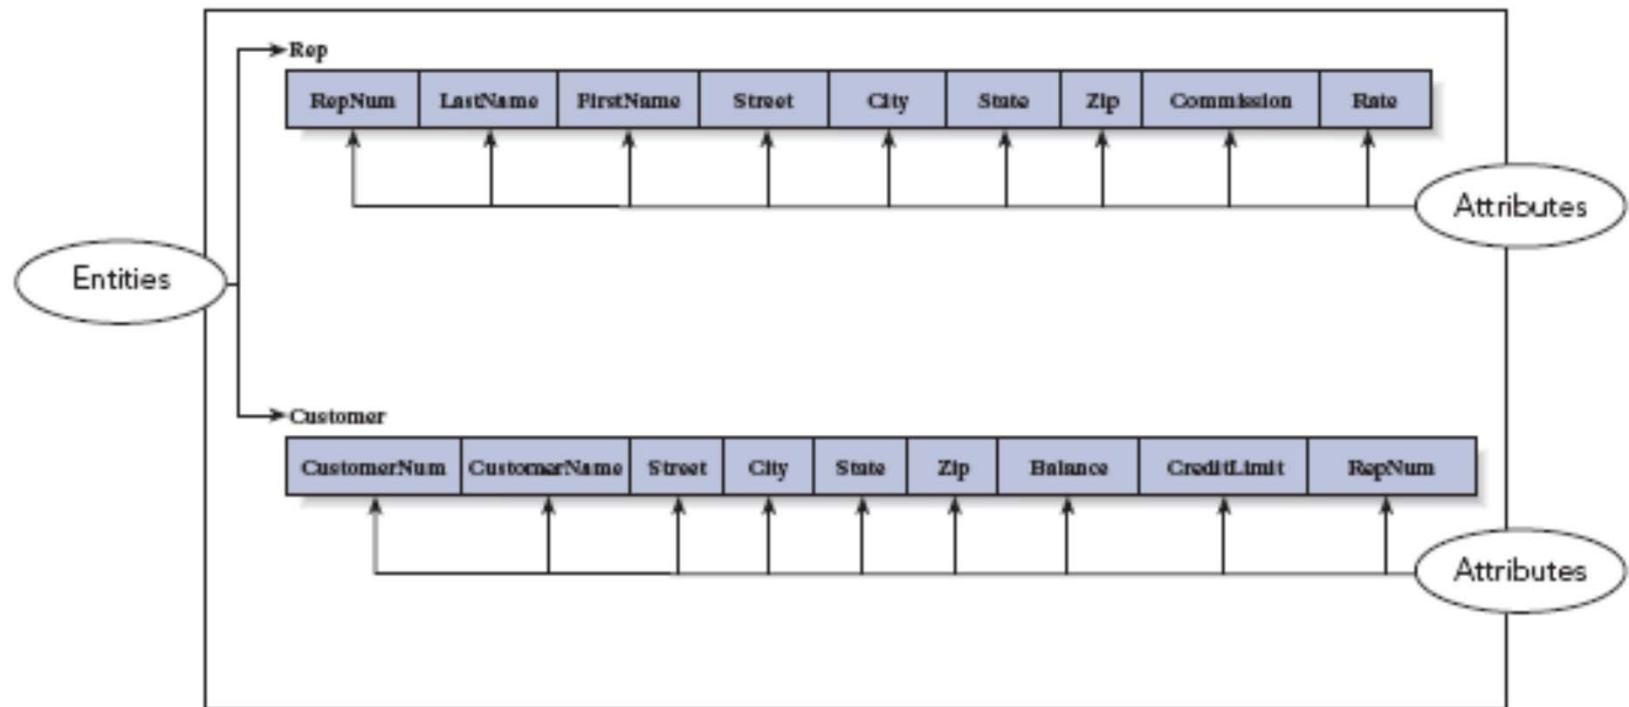 Rep
RepNum LastName FirstName Street City State Zip Commission Rate
Attributes
Entities
Customer
CustomerNum CustomerName Street City State Zip Balance CreditLimit RepNum
Attributes